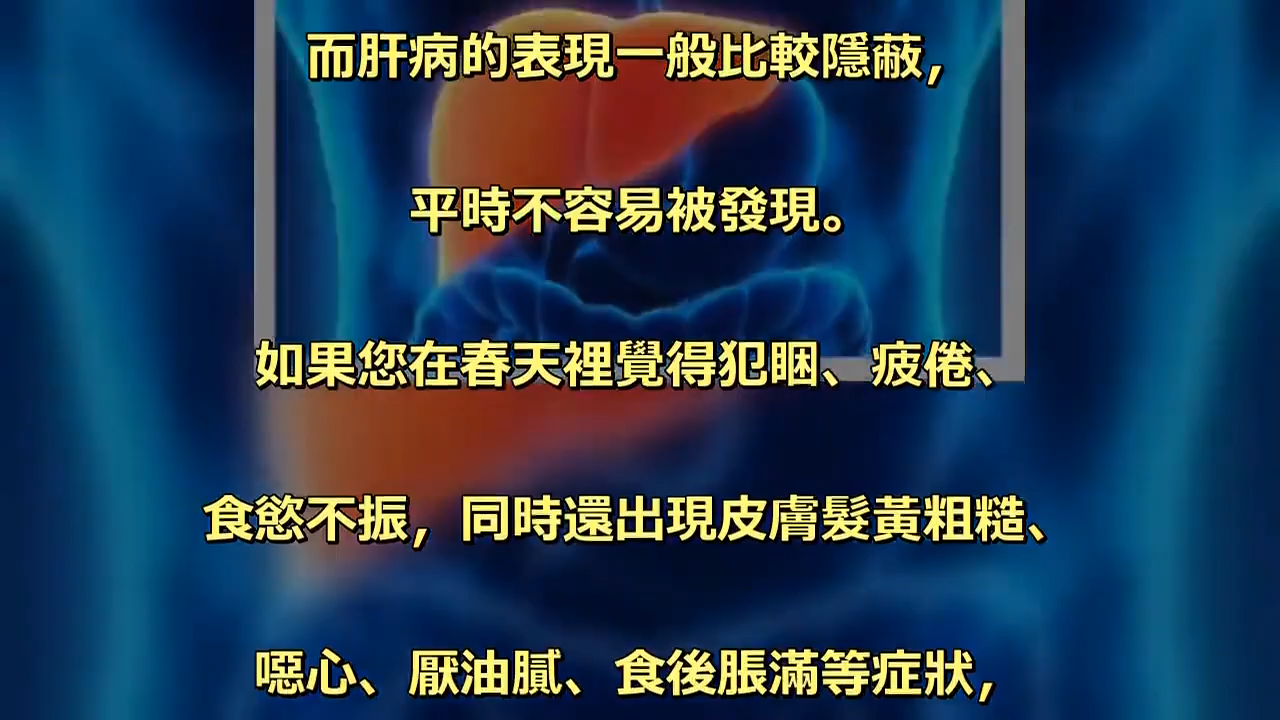 而肝病的表現一般比較隱蔽，
平時不容易被發現。
如果您在春天裡覺得犯睏、疲倦、
食慾不振，同時還出現皮膚髮黃粗糙、
噁心、厭油膩、食後脹滿等症狀，